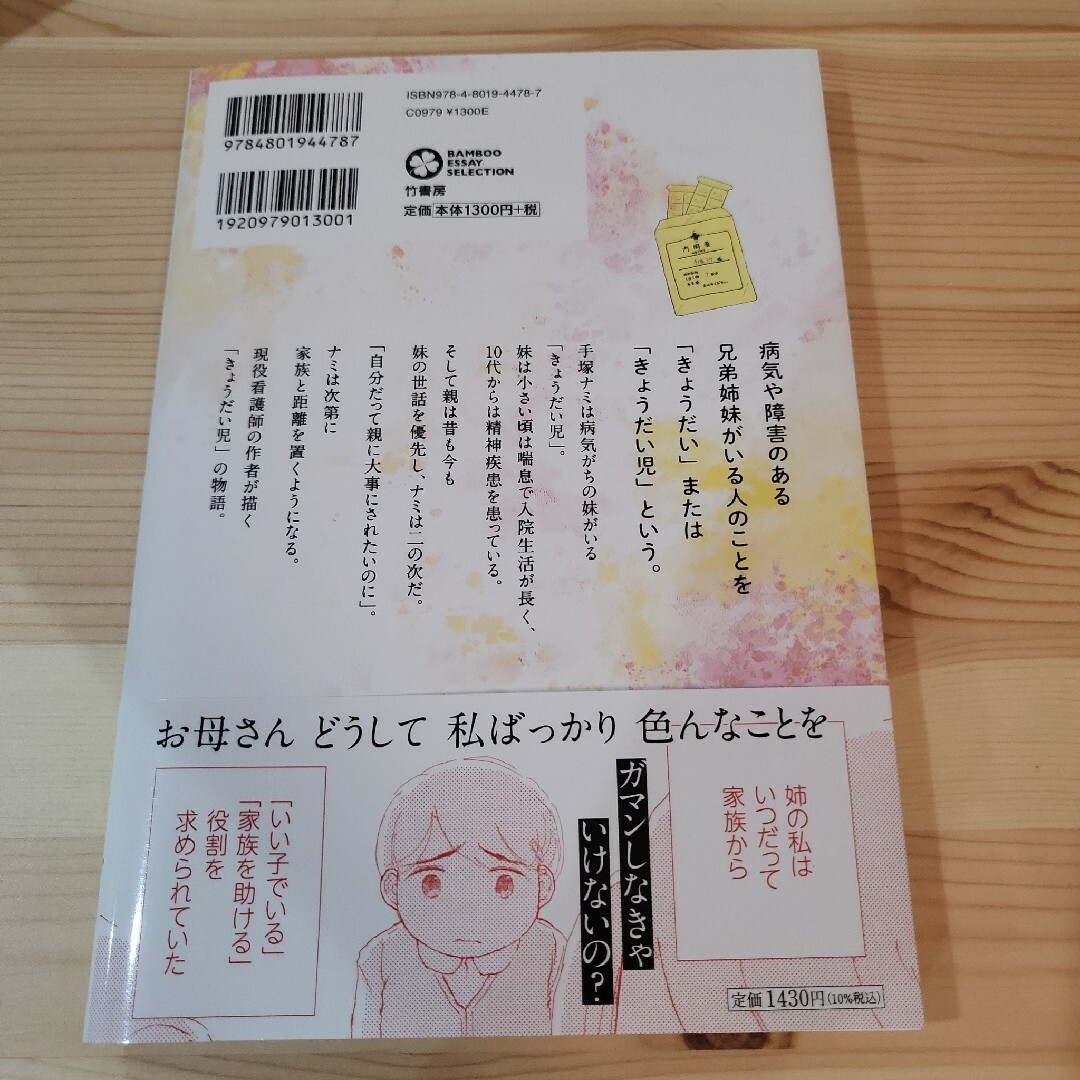 ISBN978-4-8019-4478-7
C0979 ¥1300E
9784801944787
BAMBOO
ESSAY
SELECTION
竹書房
定価 本体1300円+税
1920979013001
内用薬
病気や障害のある
兄弟姉妹がいる人のことを
「きょうだい」または
「きょうだい児」という。
手塚ナミは病気がちの妹がいる
「きょうだい児」。
妹は小さい頃は喘息で入院生活が長く、
10代からは精神疾患を患っている。
そして親は昔も今も
妹の世話を優先し、ナミは二の次だ。
「自分だって親に大事にされたいのに」。
ナミは次第に
家族と距離を置くようになる。
現役看護師の作者が描く
「きょうだい児」の物語。
お母さん どうして 私ばっかり 色んなことを
ガマンしなきゃ
いけないの?
姉の私は
いつだって
家族から
「いい子でいる」
「家族を助ける」
役割を
求められていた
定価1430円(10%税込)